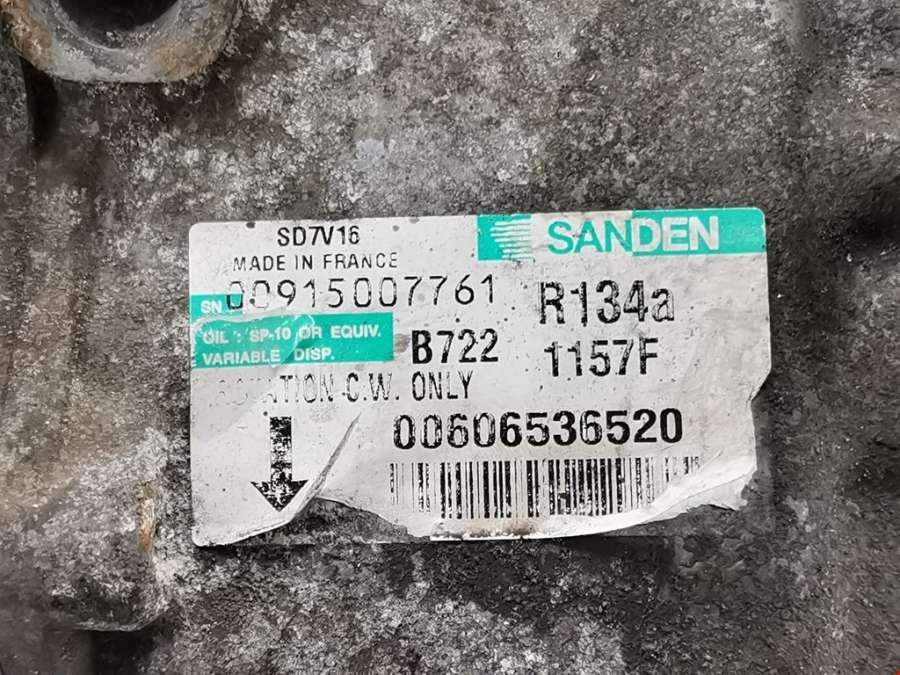 SD7V16
SANDEN
MADE IN FRANCE
SN 00915007761
R134a
OIL : SP-10 OR EQUIV.
VARIABLE DISP.
B722
1157F
ROTATION C.W. ONLY
00606536520